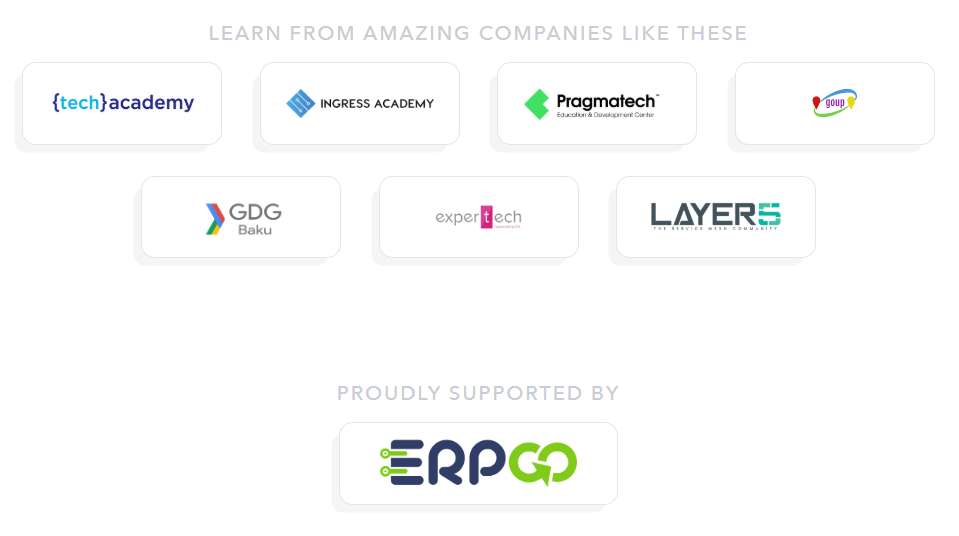 LEARN FROM AMAZING COMPANIES LIKE THESE
{tech}academy
INGRESS ACADEMY
Pragmatech™
Education & Development Center
goup
GDG
Baku
expertech
LAYER5
THE SERVICE MESH COMMUNITY
PROUDLY SUPPORTED BY
ERPGO